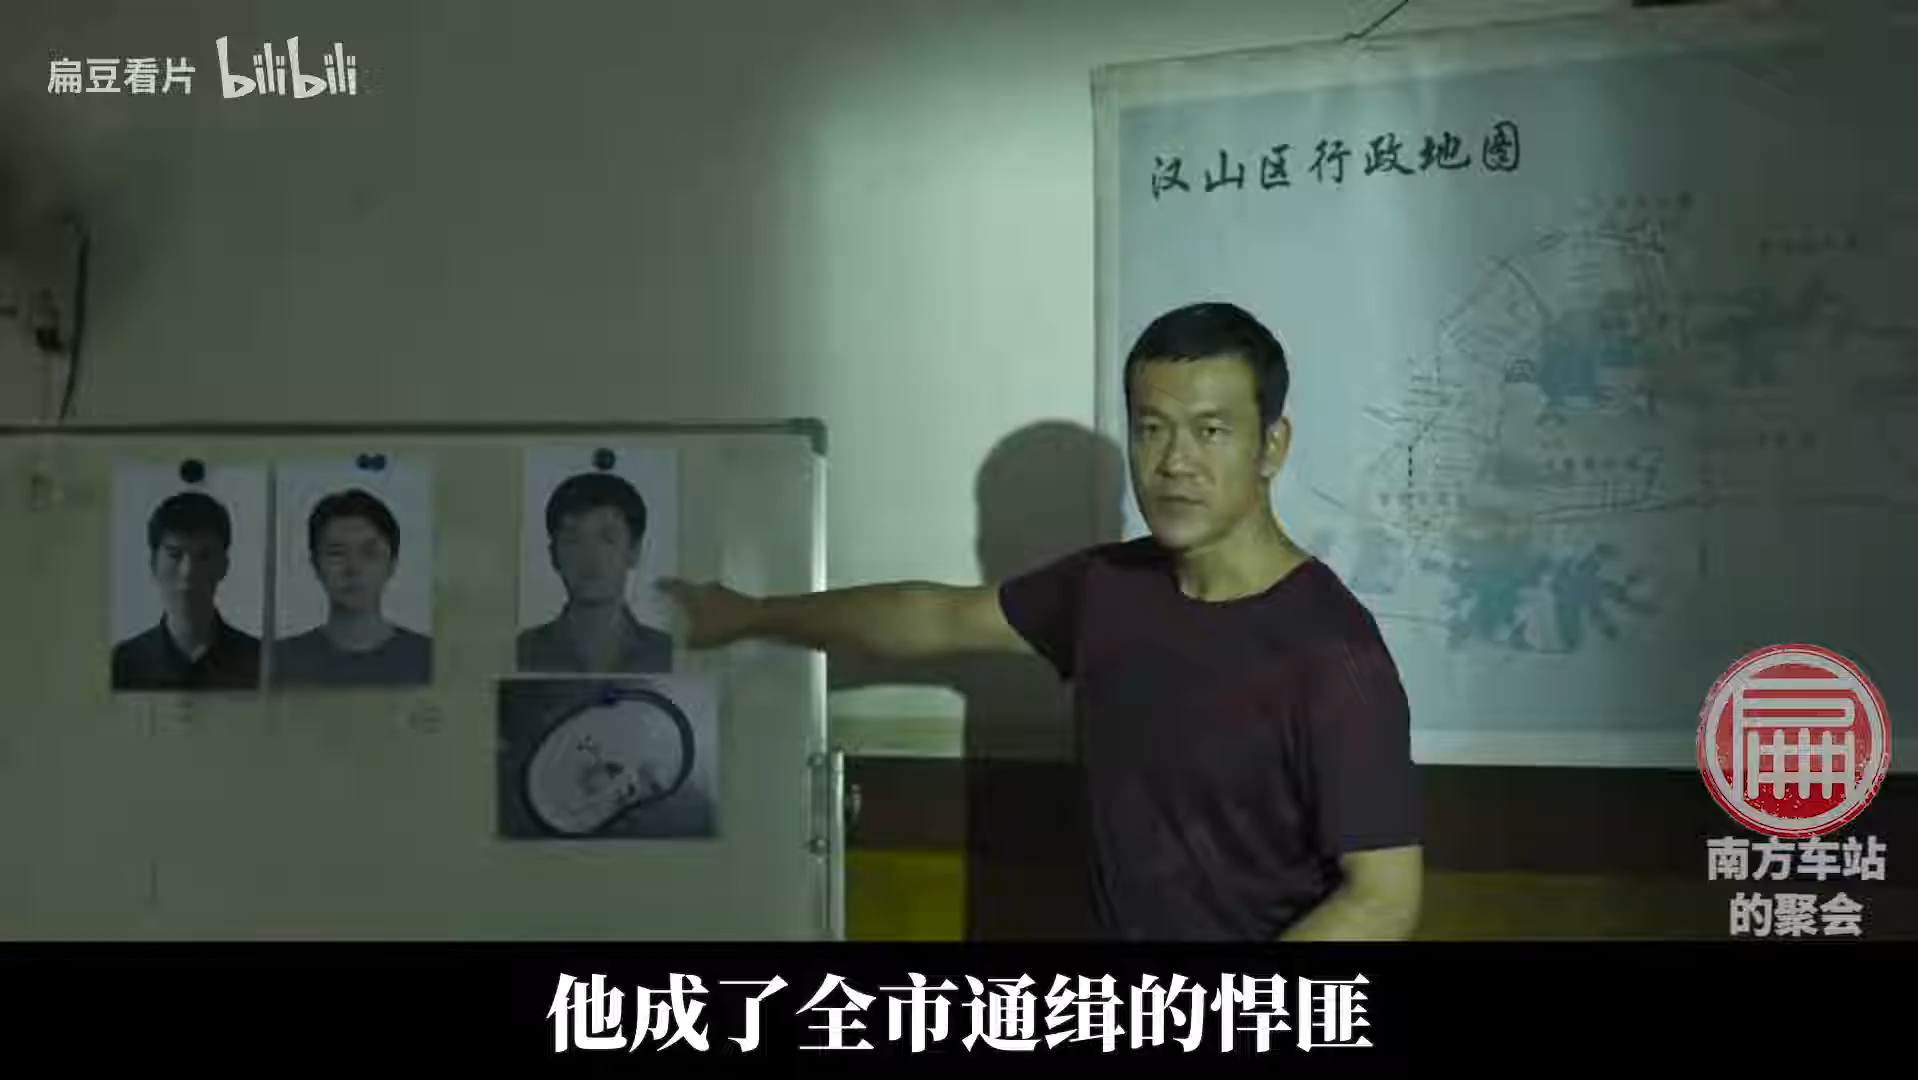 扁豆看片 bilibili
汉山区行政地图
扁
南方车站
的聚会
他成了全市通缉的悍匪